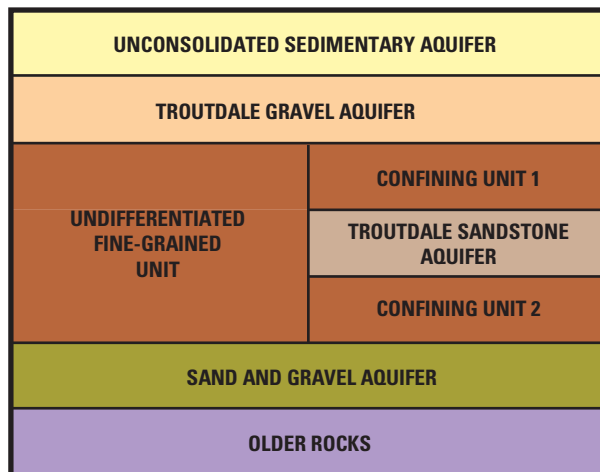 UNCONSOLIDATED SEDIMENTARY AQUIFER
TROUTDALE GRAVEL AQUIFER
UNDIFFERENTIATED
FINE-GRAINED
UNIT
CONFINING UNIT 1
TROUTDALE SANDSTONE
AQUIFER
CONFINING UNIT 2
SAND AND GRAVEL AQUIFER
OLDER ROCKS